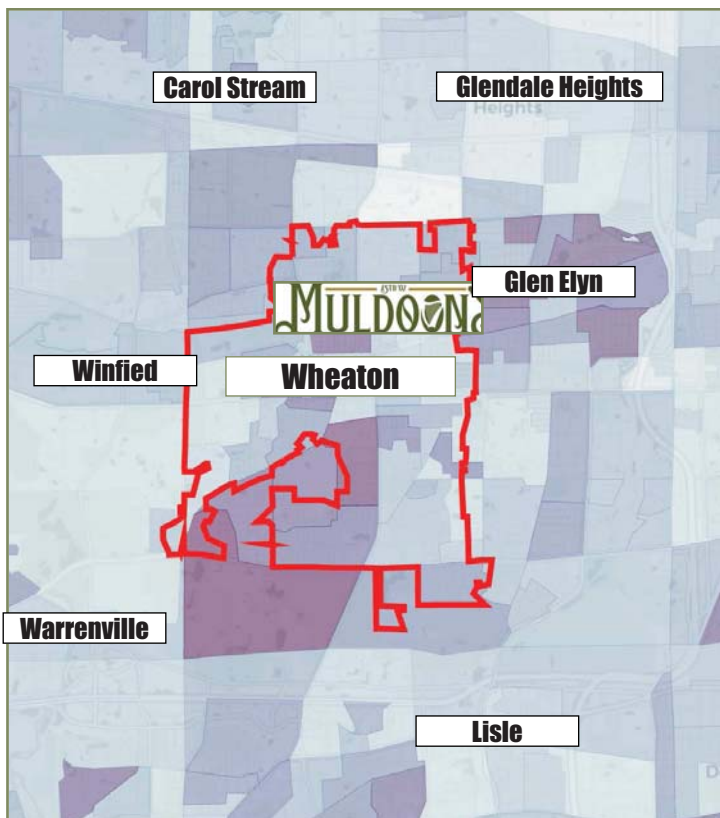 Carol Stream
Glendale Heights
Heights
Glen Elyn
MULDOON
Winfied
Wheaton
Warrenville
Lisle
D